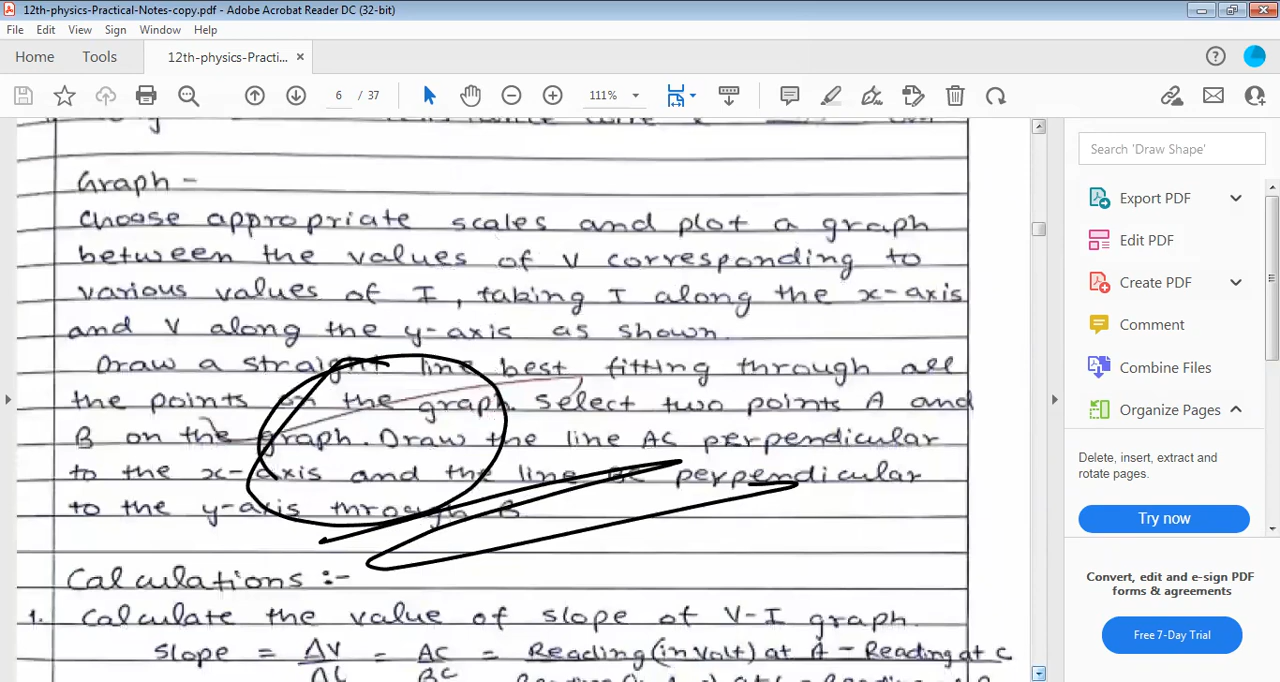 12th-physics-Practical-Notes-copy.pdf - Adobe Acrobat Reader DC (32-bit)
File Edit View Sign Window Help
Home Tools 12th-physics-Practi... ×
6 / 37 111%
Graph -
Choose appropriate scales and plot a graph
between the values of V corresponding to
various values of I, taking I along the x-axis
and V along the y-axis as shown.
Draw a straight line best fitting through all
the points on the graph. Select two points A and
B on the graph. Draw the line AC perpendicular
to the x-axis and the line perpendicular
to the y-axis through B
Calculations :-
1. Calculate the value of slope of V-I graph.
Slope = ΔV = AC = Reading (in volt) at A - Reading at C
BC
Search 'Draw Shape'
Export PDF
Edit PDF
Create PDF
Comment
Combine Files
Organize Pages
Delete, insert, extract and
rotate pages.
Try now
Convert, edit and e-sign PDF
forms & agreements
Free 7-Day Trial